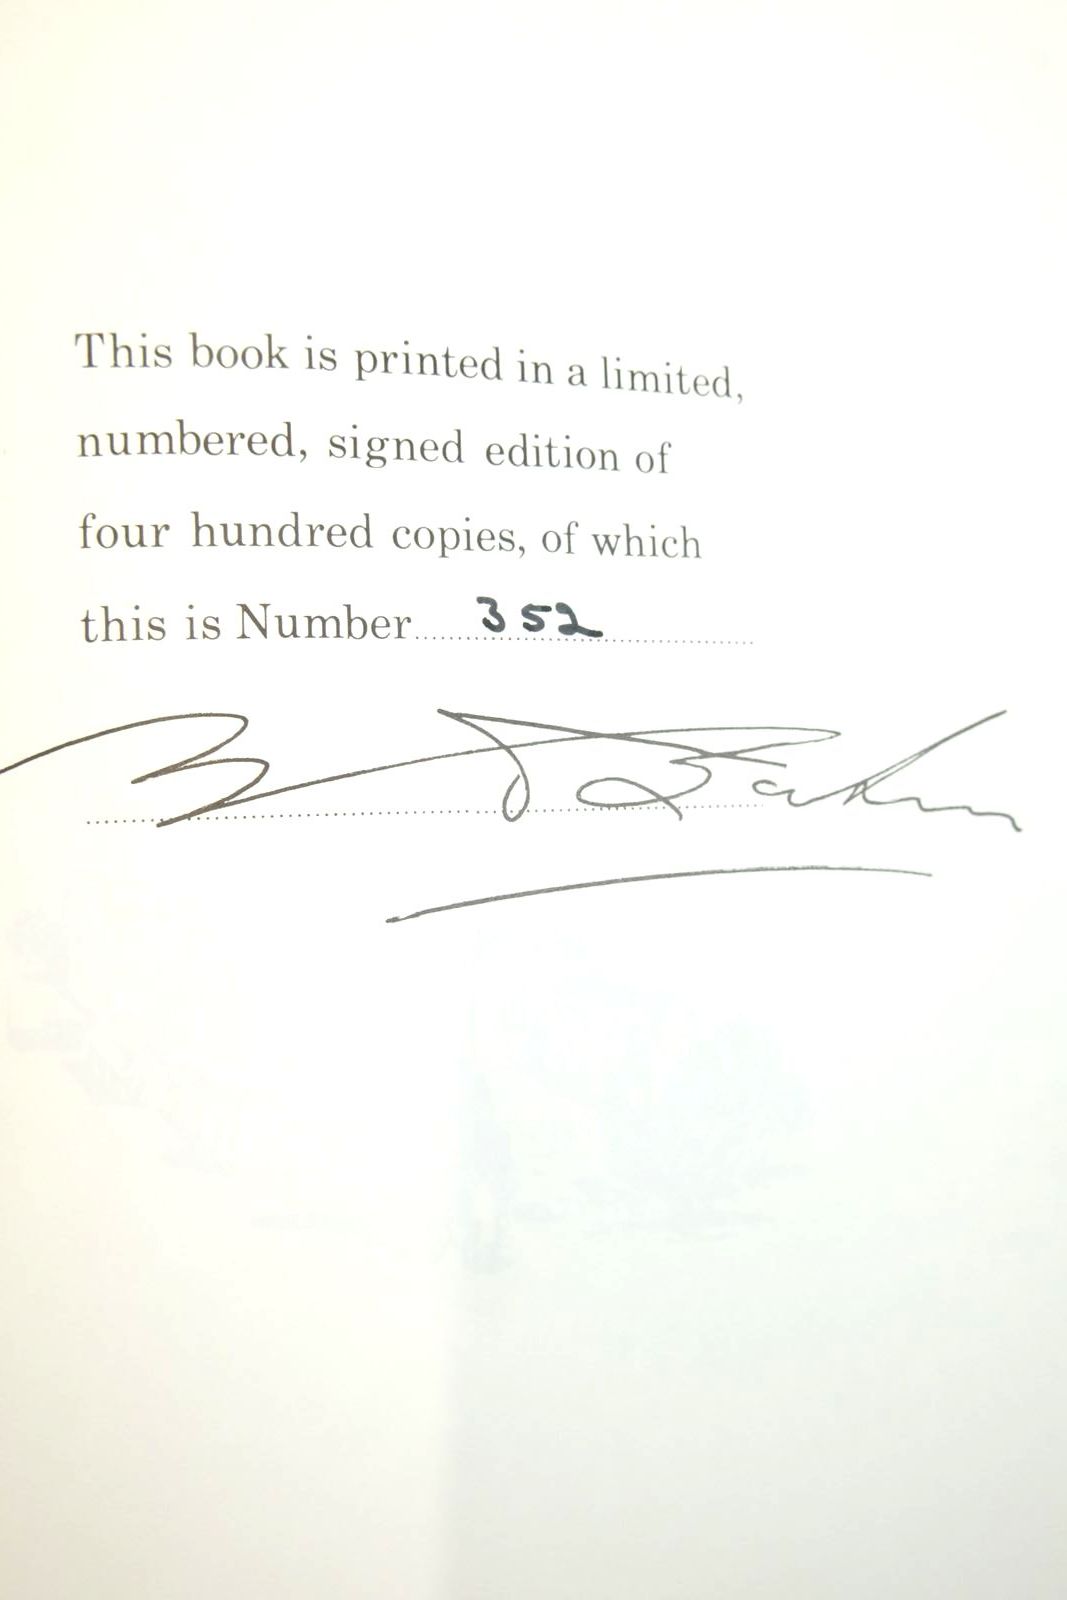 This book is printed in a limited,
numbered, signed edition of
four hundred copies, of which
this is Number 352